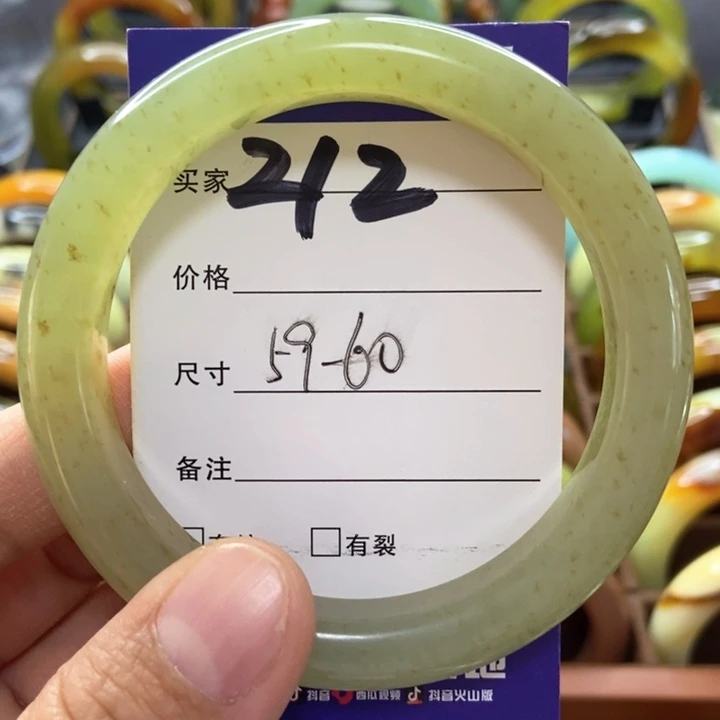 买家 212
价格
尺寸 59-60
备注
□ □有裂
抖音 西瓜视频 抖音火山版